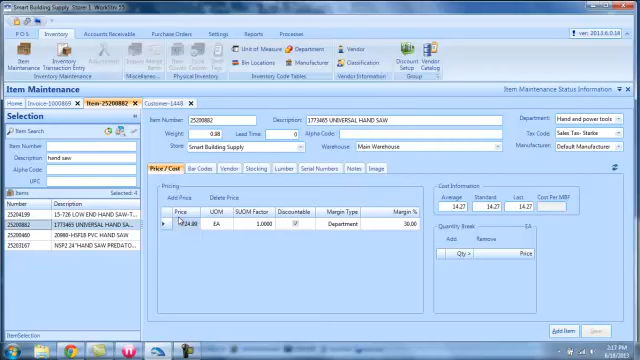 Smart Building Supply Store: 1 WorkStn: 5
P O S Inventory Accounts Receivable Purchase Orders Settings Reports Processes
ver: 2013.6.0.14
Item Maintenance
Inventory Transaction Entry
Unit of Measure
Department
Bin Locations
Manufacturer
Vendor
Location
Discount Setup
Vendor Catalog
Inventory Maintenance Miscellaneous... Physical Inventory Inventory Code Tables Vendor Information Group
Item Maintenance
Item Maintenance Status Information
Home Invoice-1000869 Item-25200882 Customer-1448
Selection
Item Search
Item Number
Description hand saw
Alpha Code
UPC
Items Selected: 4
Item Number Description
25204199 15-726 LOW END HAND SAW-T
25200882 1773465 UNIVERSAL HAND SAW
25200460 20980-HSF18 PVC HAND SAW
25203167 NSP2 24"HAND SAW PREDATOR
ItemSelection
Item Number: 25200882 Description: 1773465 UNIVERSAL HAND SAW
Weight: 0.38 Lead Time: 0 Alpha Code:
Store: Smart Building Supply Warehouse: Main Warehouse
Department: Hand and power tools
Tax Code: Sales Tax- Starke
Manufacturer: Default Manufacturer
Price / Cost Bar Codes Vendor Stocking Lumber Serial Numbers Notes Image
Pricing
Add Price Delete Price
Price UOM SUOM Factor Discountable Margin Type Margin %
24.99 EA 1.0000 Department 30.00
Cost Information
Average Standard Last Cost Per MBF
14.27 14.27 14.27
Quantity Break EA
Add Remove
Qty > Price
Add Item Save
2:17 PM
6/18/2013